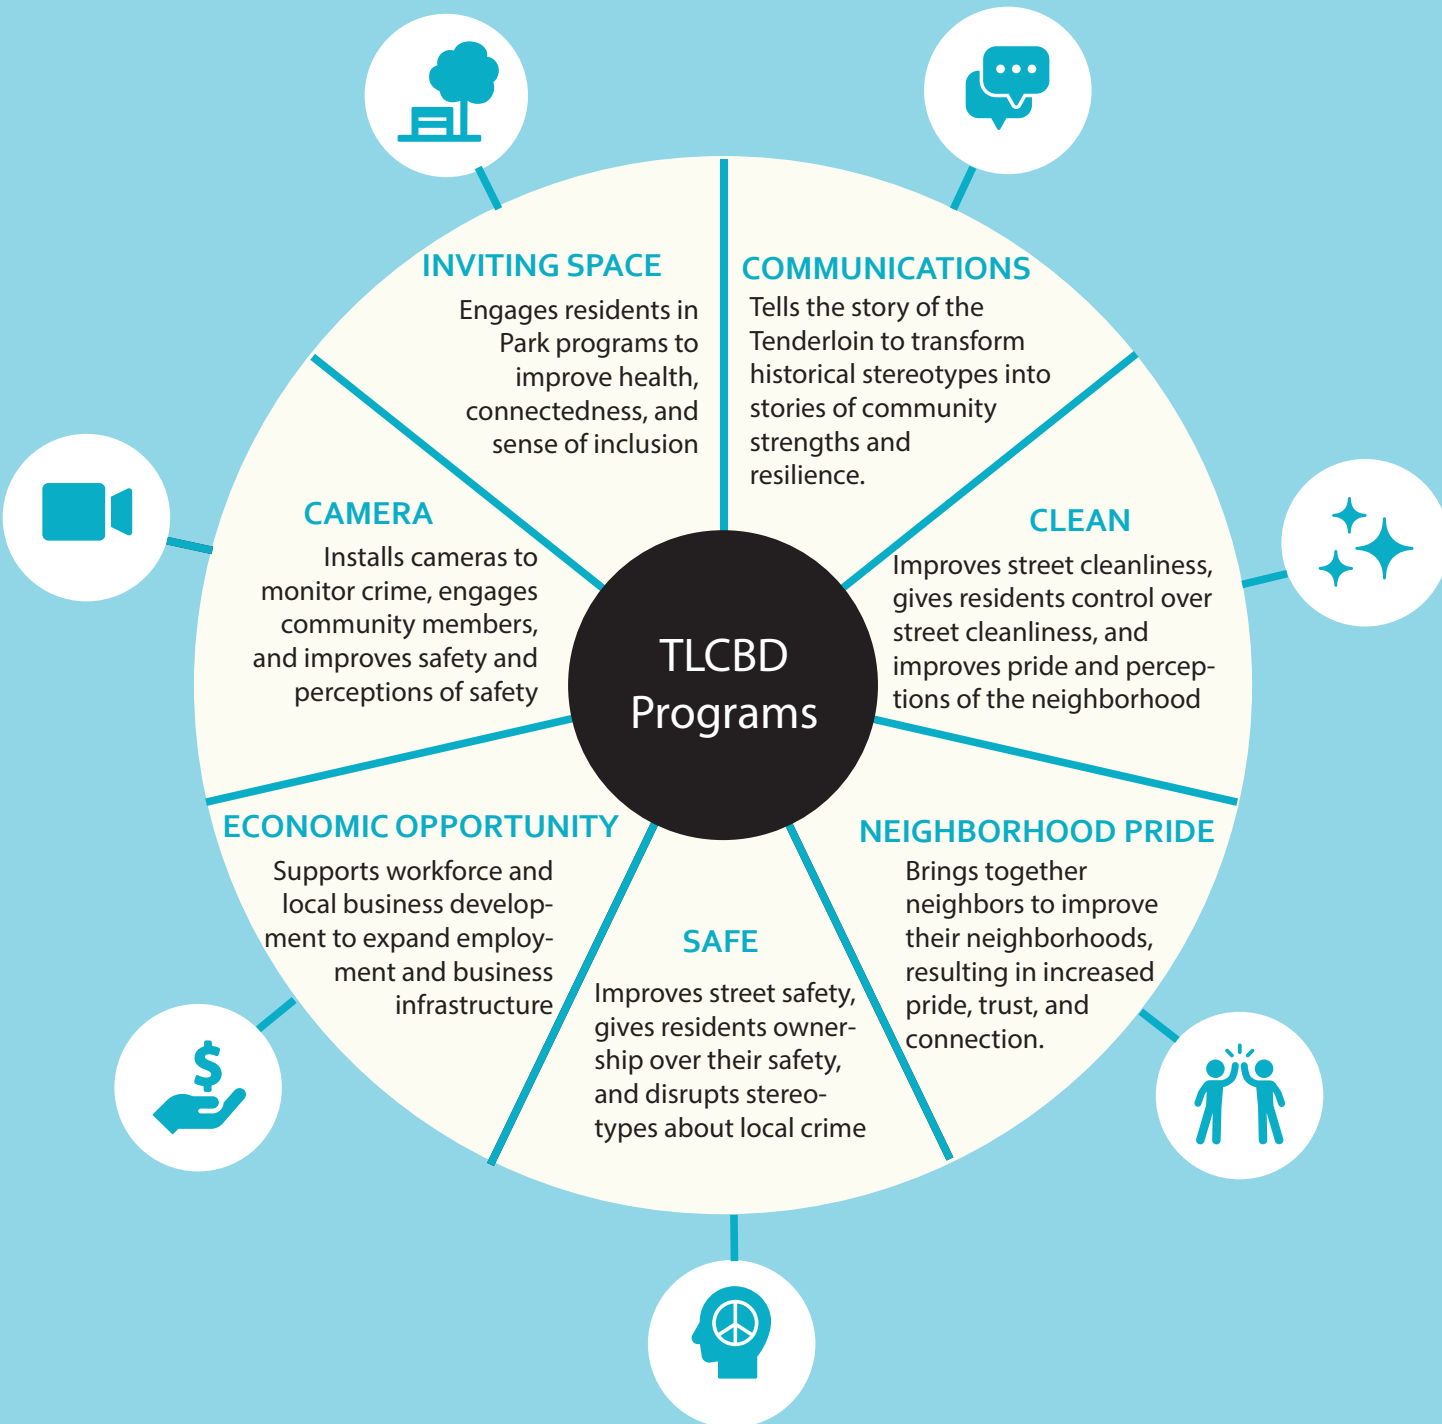 INVITING SPACE
Engages residents in
Park programs to
improve health,
connectedness, and
sense of inclusion
COMMUNICATIONS
Tells the story of the
Tenderloin to transform
historical stereotypes into
stories of community
strengths and
resilience.
CAMERA
Installs cameras to
monitor crime, engages
community members,
and improves safety and
perceptions of safety
CLEAN
Improves street cleanliness,
gives residents control over
street cleanliness, and
improves pride and percep-
tions of the neighborhood
TLCBD
Programs
ECONOMIC OPPORTUNITY
Supports workforce and
local business develop-
ment to expand employ-
ment and business
infrastructure
SAFE
Improves street safety,
gives residents owner-
ship over their safety,
and disrupts stereo-
types about local crime
NEIGHBORHOOD PRIDE
Brings together
neighbors to improve
their neighborhoods,
resulting in increased
pride, trust, and
connection.
$